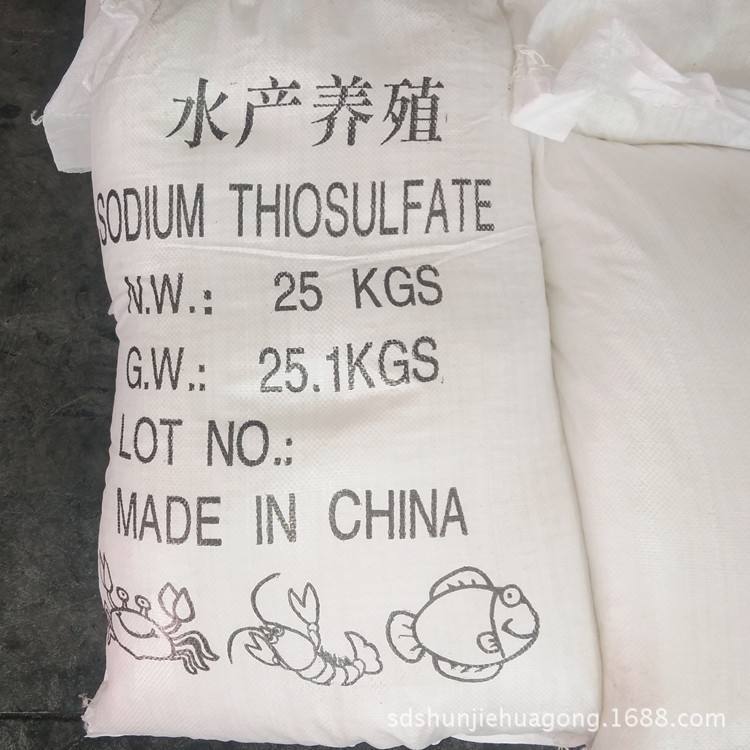 水产养殖
SODIUM THIOSULFATE
N.W.: 25 KGS
G.W.: 25.1KGS
LOT NO.:
MADE IN CHINA
sdshunjiehuagong.1688.com